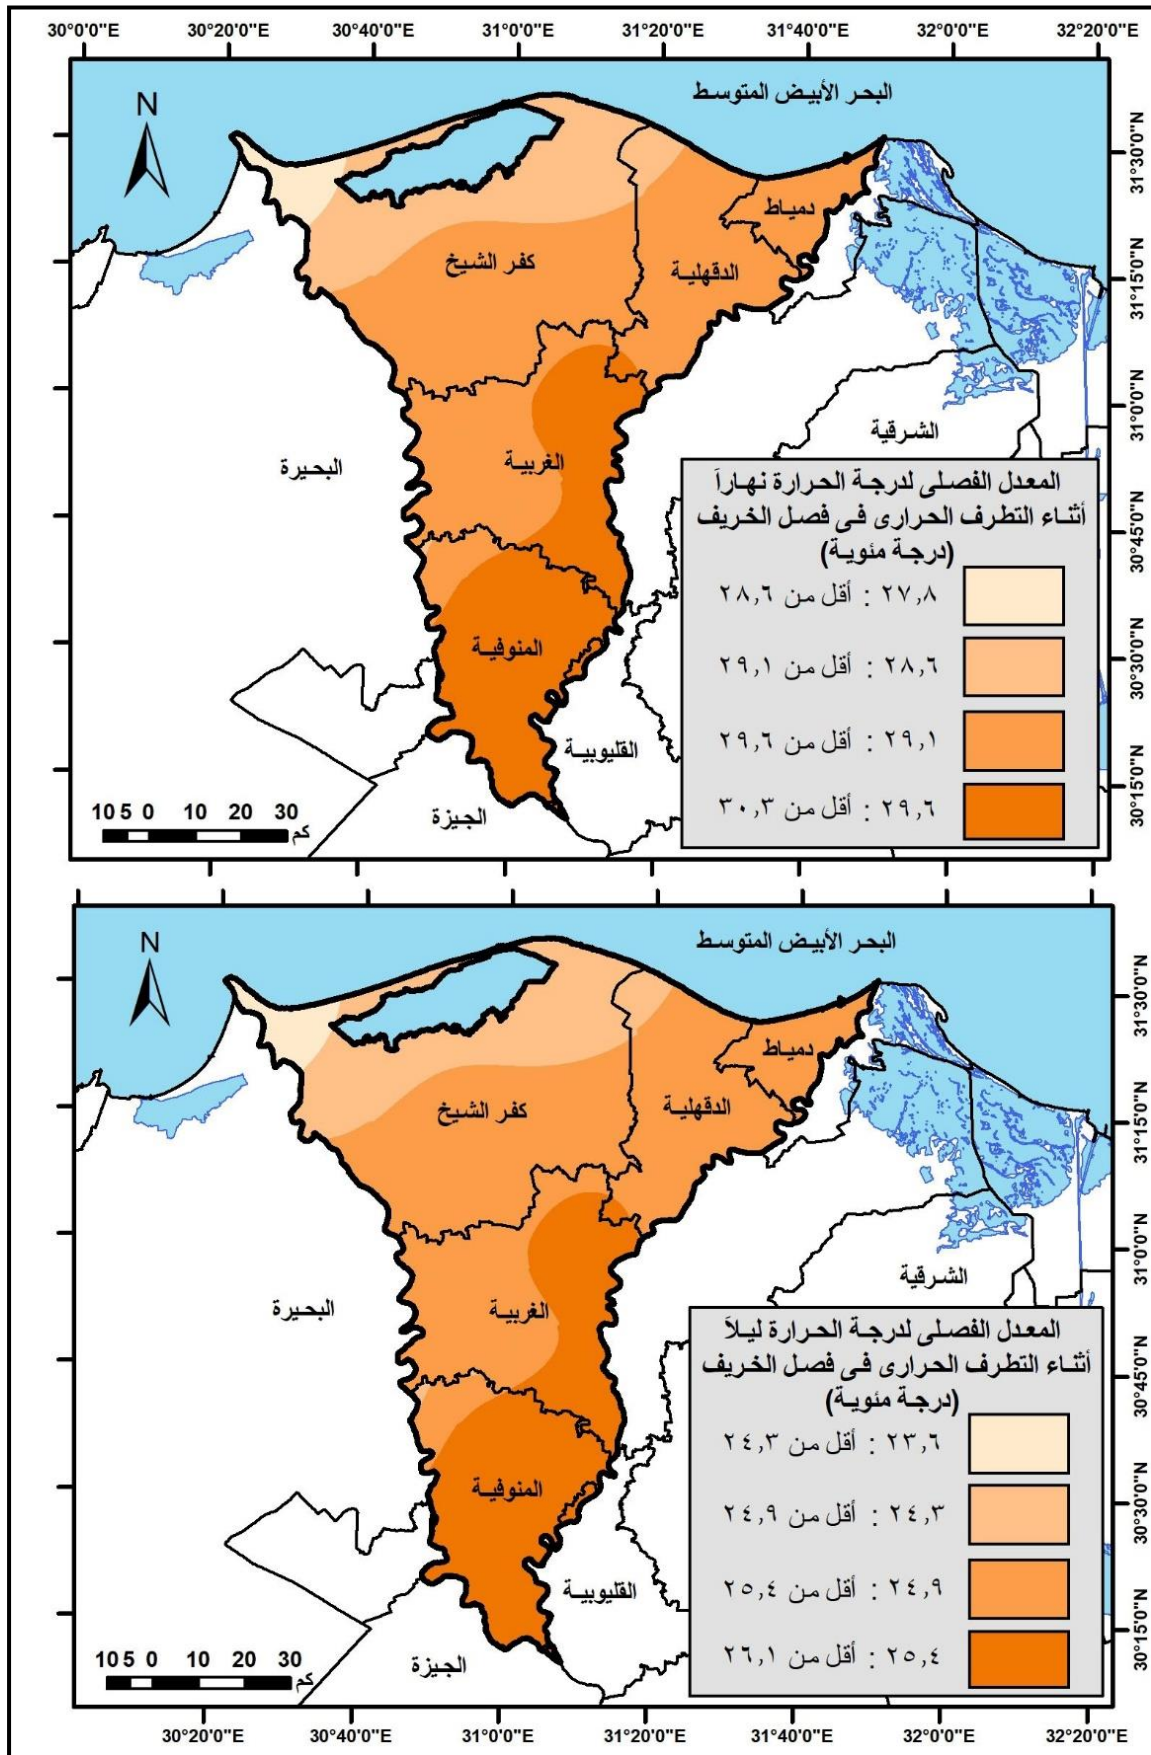 30°0'0"E 30°20'0"E 30°40'0"E 31°0'0"E 31°20'0"E 31°40'0"E 32°0'0"E 32°20'0"E
البحر الأبيض المتوسط
N
31°30'0"N
دمياط
كفر الشيخ
الدقهلية
31°15'0"N
31°0'0"N
الشرقية
البحيرة
الغربية
المعدل الفصلى لدرجة الحرارة نهاراً
أثناء التطرف الحرارى فى فصل الخريف
(درجة مئوية)
30°45'0"N
٢٧,٨ : أقل من ٢٨,٦
المنوفية
٢٨,٦ : أقل من ٢٩,١
30°30'0"N
القليوبية
٢٩,١ : أقل من ٢٩,٦
30°15'0"N
٢٩,٦ : أقل من ٣٠,٣
10 5 0 10 20 30
كم
الجيزة
البحر الأبيض المتوسط
N
31°30'0"N
دمياط
كفر الشيخ
الدقهلية
31°15'0"N
31°0'0"N
الشرقية
البحيرة
الغربية
المعدل الفصلى لدرجة الحرارة ليلاً
أثناء التطرف الحرارى فى فصل الخريف
(درجة مئوية)
30°45'0"N
٢٣,٦ : أقل من ٢٤,٣
المنوفية
٢٤,٣ : أقل من ٢٤,٩
30°30'0"N
القليوبية
٢٤,٩ : أقل من ٢٥,٤
30°15'0"N
٢٥,٤ : أقل من ٢٦,١
الجيزة
10 5 0 10 20 30
كم
30°20'0"E 30°40'0"E 31°0'0"E 31°20'0"E 31°40'0"E 32°0'0"E 32°20'0"E